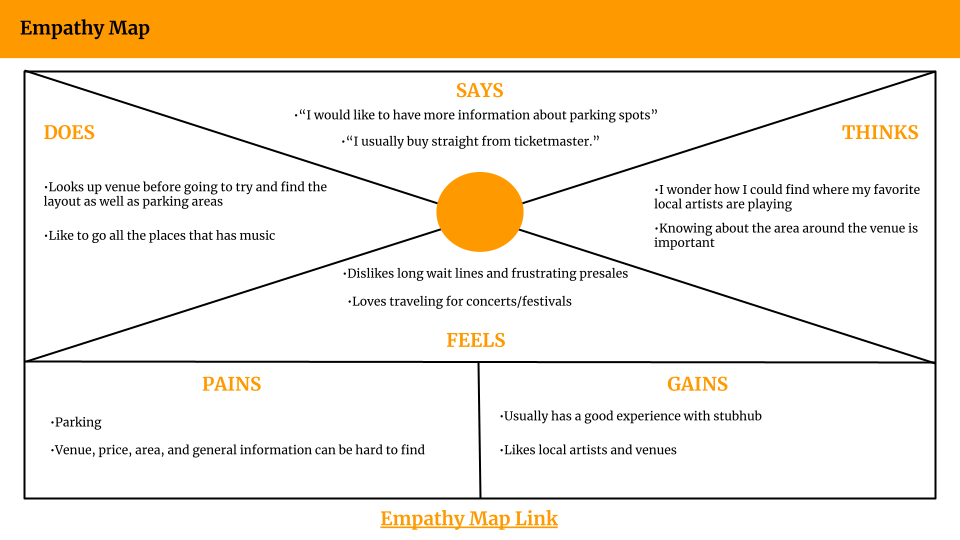 Empathy Map
SAYS
•“I would like to have more information about parking spots”
•“I usually buy straight from ticketmaster.”
DOES
•Looks up venue before going to try and find the
layout as well as parking areas
•Like to go all the places that has music
THINKS
•I wonder how I could find where my favorite
local artists are playing
•Knowing about the area around the venue is
important
•Dislikes long wait lines and frustrating presales
•Loves traveling for concerts/festivals
FEELS
PAINS
•Parking
•Venue, price, area, and general information can be hard to find
GAINS
•Usually has a good experience with stubhub
•Likes local artists and venues
Empathy Map Link